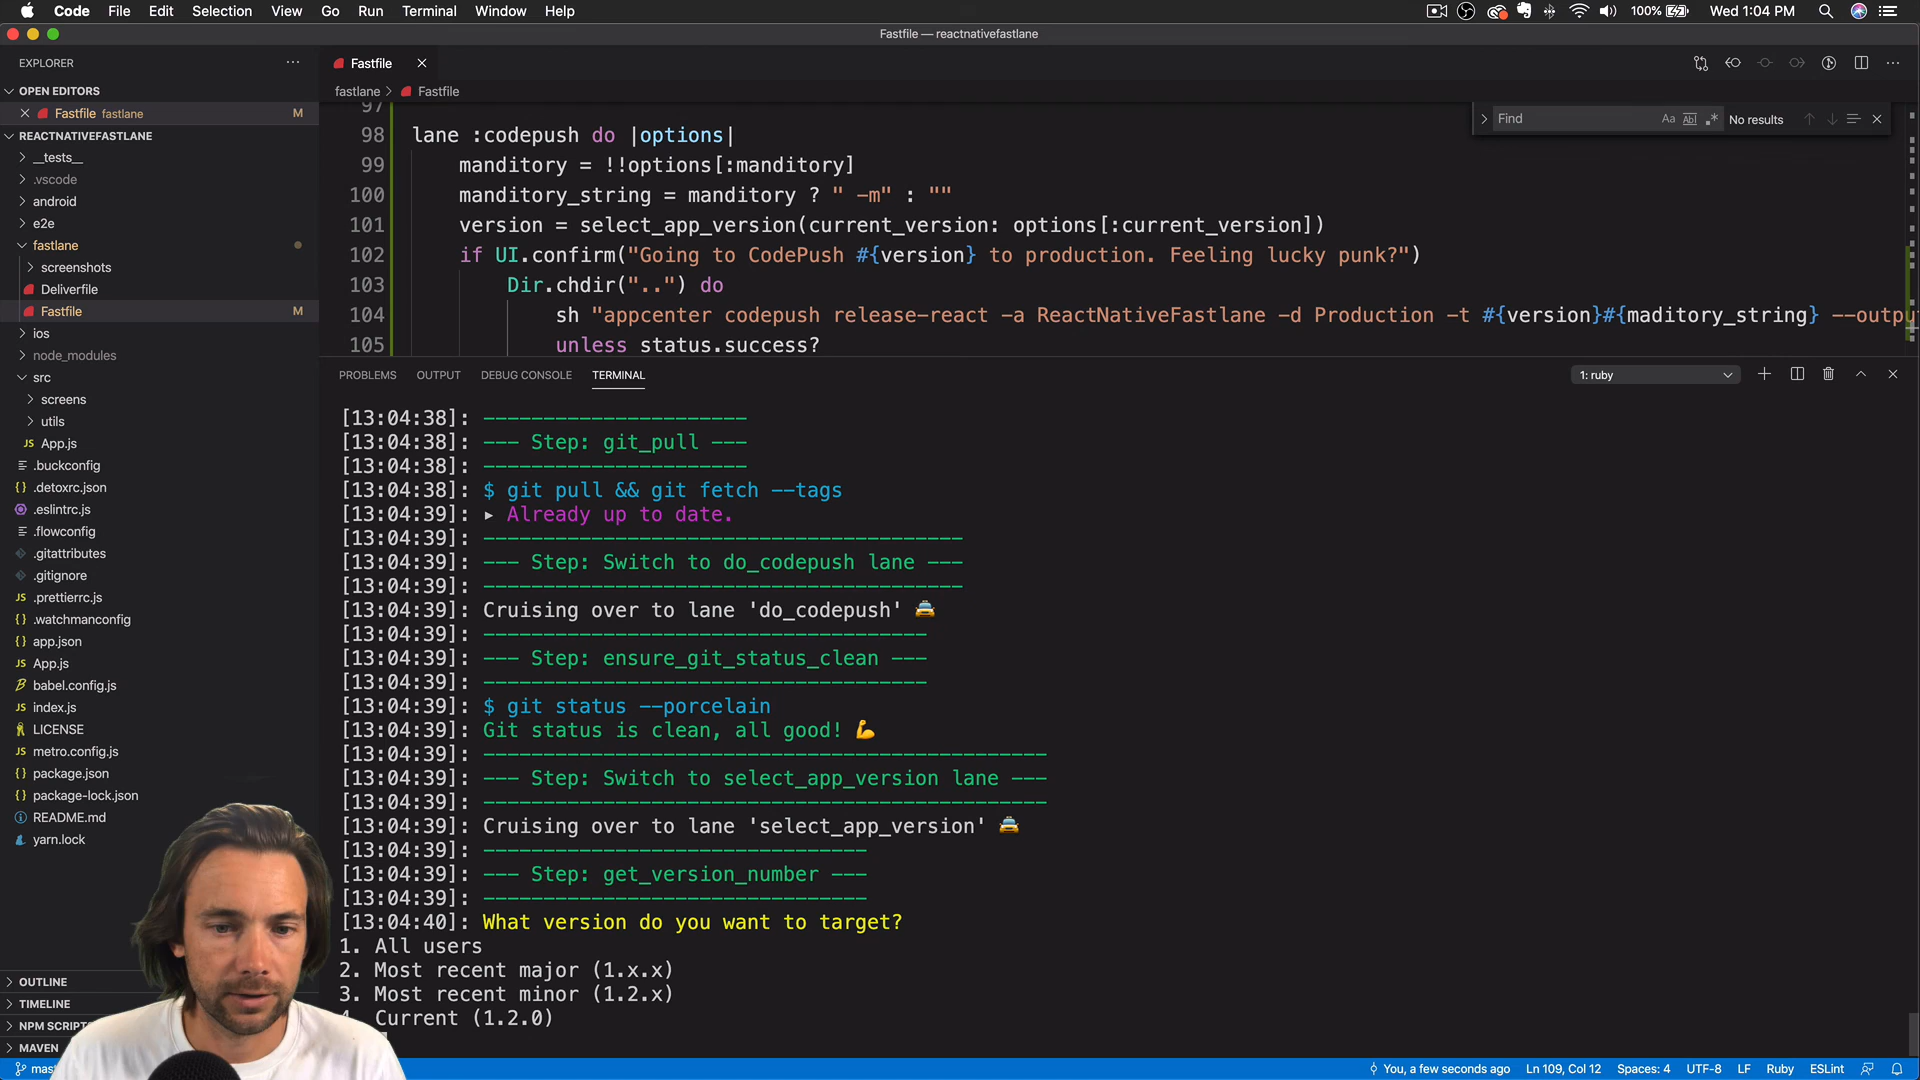 Code File Edit Selection View Go Run Terminal Window Help
100% Wed 1:04 PM
Fastfile — reactnativefastlane
EXPLORER
Fastfile
OPEN EDITORS
Fastfile fastlane M
REACTNATIVEFASTLANE
__tests__
.vscode
android
e2e
fastlane
screenshots
Deliverfile
Fastfile M
ios
node_modules
src
screens
utils
JS App.js
.buckconfig
{} .detoxrc.json
.eslintrc.js
.flowconfig
.gitattributes
.gitignore
{} .prettierrc.js
{} .watchmanconfig
{} app.json
JS App.js
babel.config.js
JS index.js
LICENSE
JS metro.config.js
{} package.json
{} package-lock.json
README.md
yarn.lock
OUTLINE
TIMELINE
NPM SCRIPTS
MAVEN
fastlane > Fastfile
Find
Aa Abl .* No results
97
98 lane :codepush do |options|
99 manditory = !!options[:manditory]
100 manditory_string = manditory ? " -m" : ""
101 version = select_app_version(current_version: options[:current_version])
102 if UI.confirm("Going to CodePush #{version} to production. Feeling lucky punk?")
103 Dir.chdir("..") do
104 sh "appcenter codepush release-react -a ReactNativeFastlane -d Production -t #{version}#{maditory_string} --outpu
105 unless status.success?
PROBLEMS OUTPUT DEBUG CONSOLE TERMINAL
1: ruby
[13:04:38]: ----------------------
[13:04:38]: --- Step: git_pull ---
[13:04:38]: ----------------------
[13:04:38]: $ git pull && git fetch --tags
[13:04:39]: ▸ Already up to date.
[13:04:39]: ----------------------------------------
[13:04:39]: --- Step: Switch to do_codepush lane ---
[13:04:39]: ----------------------------------------
[13:04:39]: Cruising over to lane 'do_codepush' 🚖
[13:04:39]: -------------------------------------
[13:04:39]: --- Step: ensure_git_status_clean ---
[13:04:39]: -------------------------------------
[13:04:39]: $ git status --porcelain
[13:04:39]: Git status is clean, all good! 💪
[13:04:39]: -----------------------------------------------
[13:04:39]: --- Step: Switch to select_app_version lane ---
[13:04:39]: -----------------------------------------------
[13:04:39]: Cruising over to lane 'select_app_version' 🚖
[13:04:39]: --------------------------------
[13:04:39]: --- Step: get_version_number ---
[13:04:39]: --------------------------------
[13:04:40]: What version do you want to target?
1. All users
2. Most recent major (1.x.x)
3. Most recent minor (1.2.x)
Current (1.2.0)
You, a few seconds ago Ln 109, Col 12 Spaces: 4 UTF-8 LF Ruby ESLint